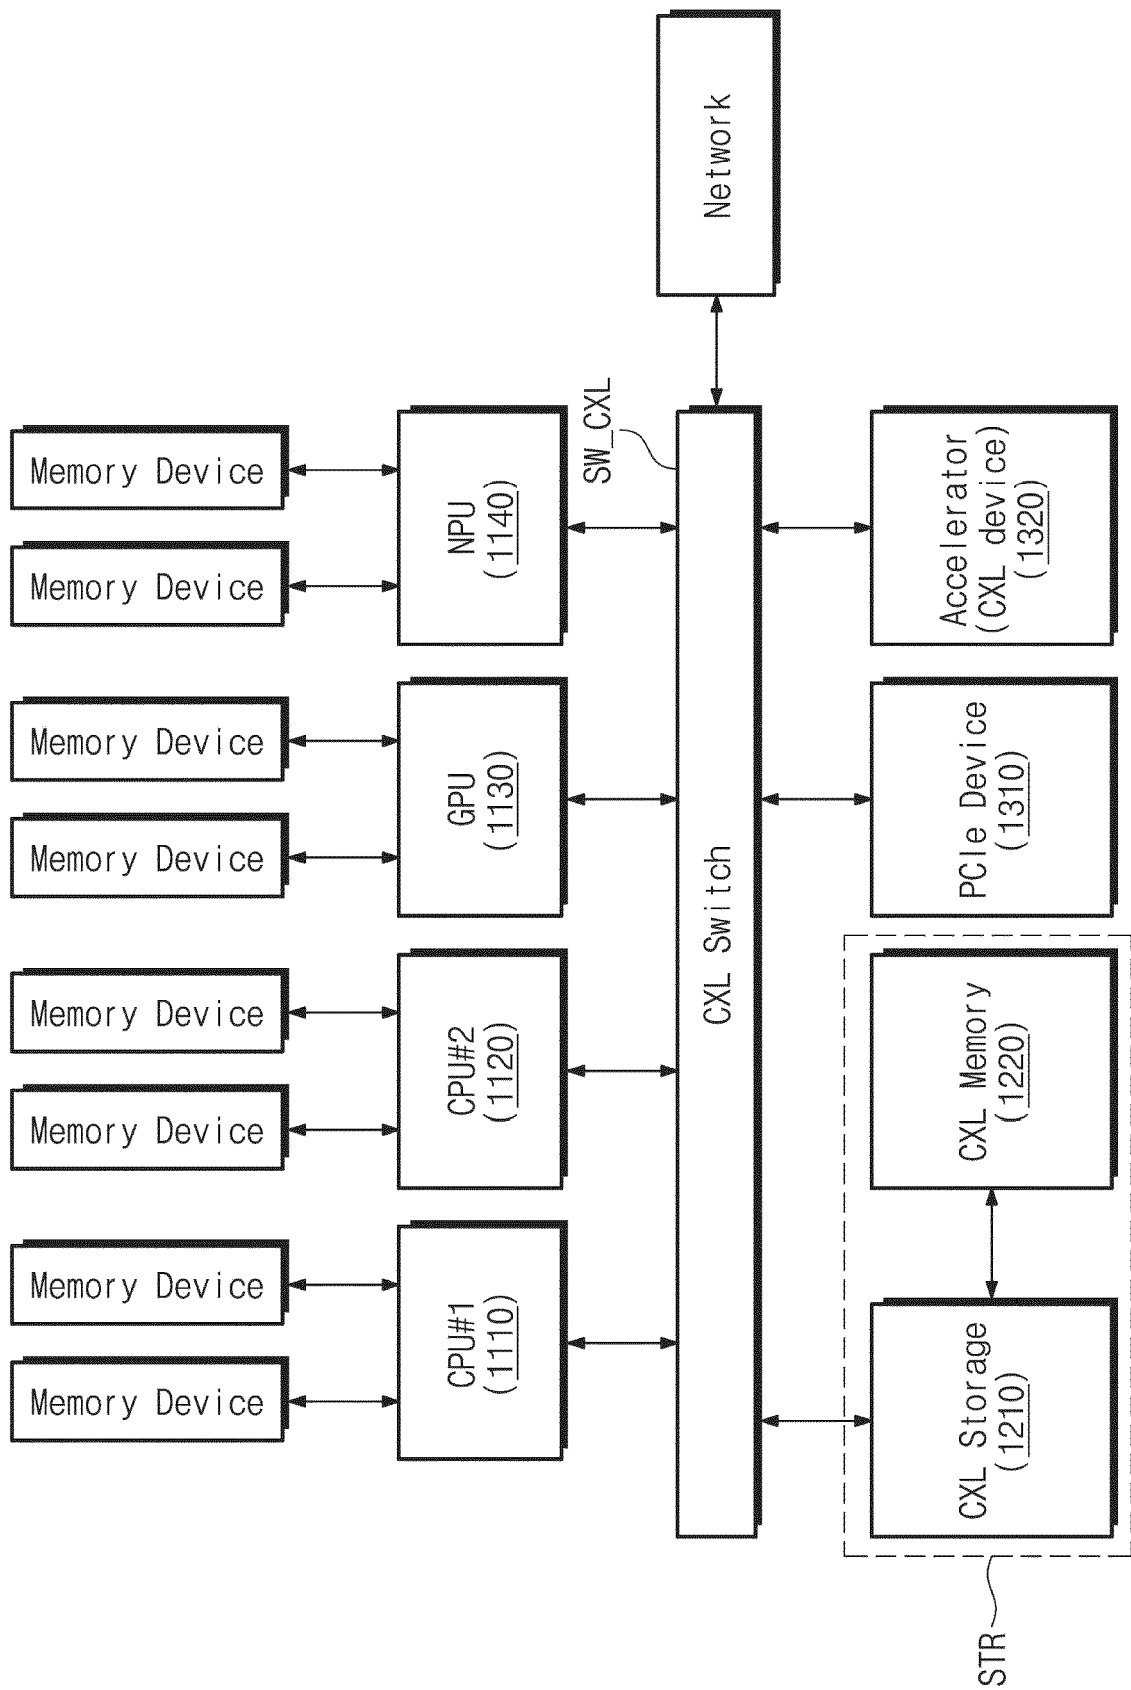 Memory Device
Memory Device
Memory Device
Memory Device
Memory Device
Memory Device
Memory Device
Memory Device
CPU#1
(1110)
CPU#2
(1120)
GPU
(1130)
NPU
(1140)
SW_CXL
CXL Switch
Network
STR
CXL Storage
(1210)
CXL Memory
(1220)
PCIe Device
(1310)
Accelerator
(CXL device)
(1320)